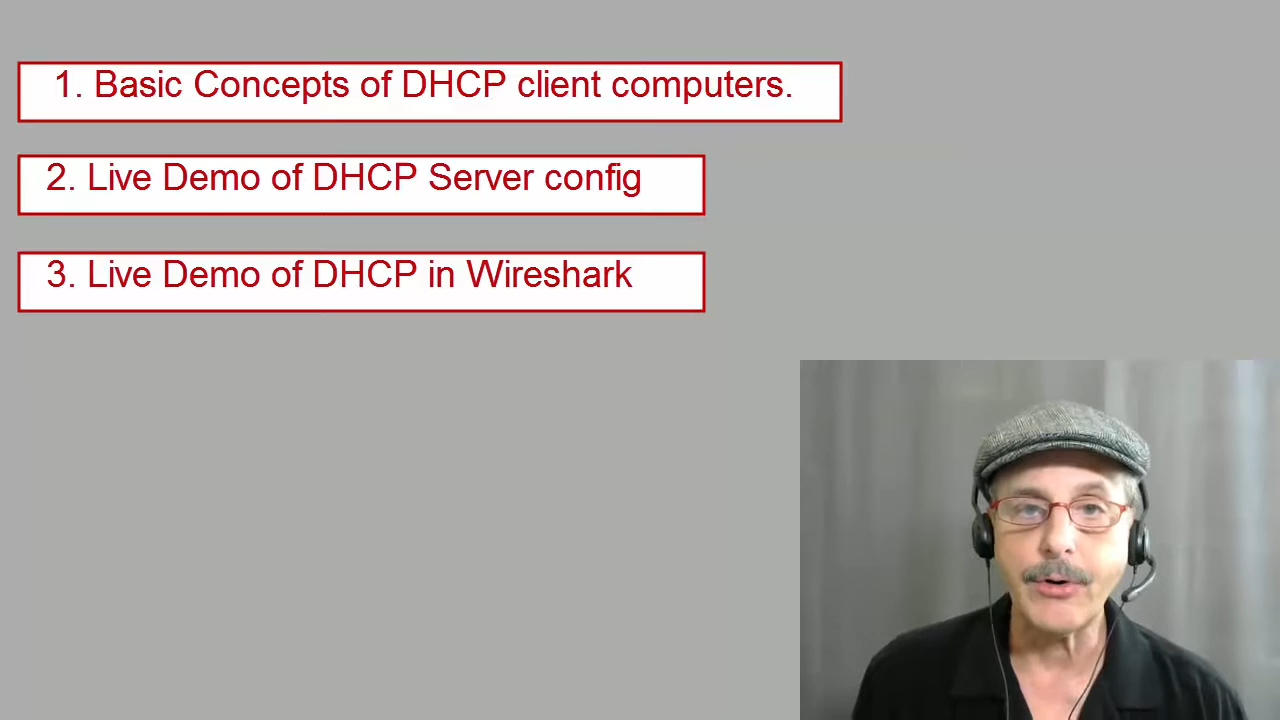 1. Basic Concepts of DHCP client computers.
2. Live Demo of DHCP Server config
3. Live Demo of DHCP in Wireshark